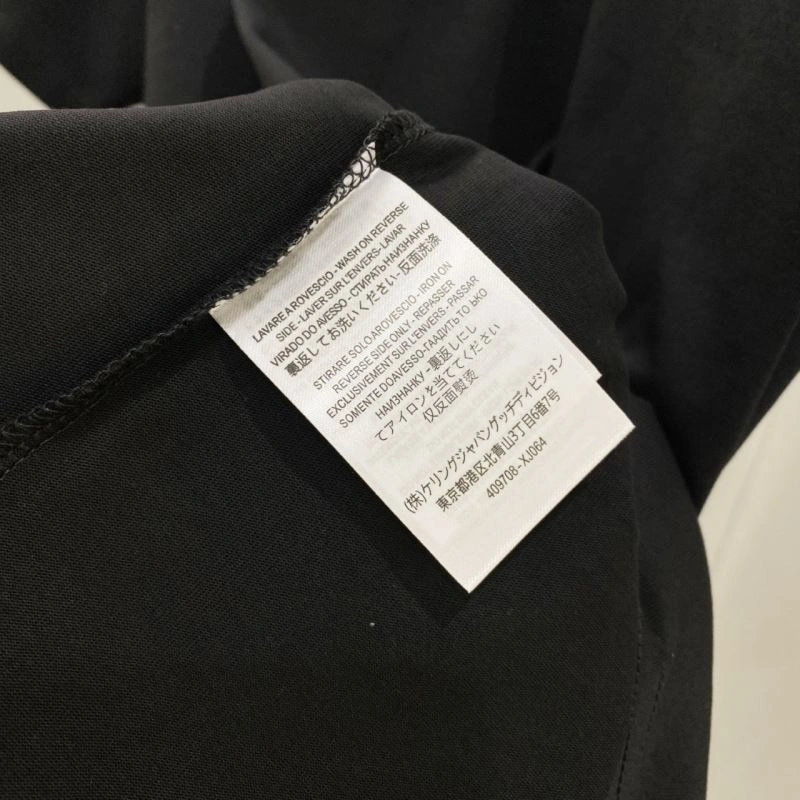 LAVARE A ROVESCIO - WASH ON REVERSE
SIDE - LAVER SUR L'ENVERS - LAVAR
VIRADO DO AVESSO - СТИРАТЬ НАИЗНАНКУ
裏返してお洗いください - 反面洗涤
STIRARE SOLO A ROVESCIO - IRON ON
REVERSE SIDE ONLY - REPASSER
EXCLUSIVEMENT SUR L'ENVERS - PASSAR
SOMENTE DO AVESSO - ГЛАДИТЬ ТО ЬКО
НАИЗНАНКУ - 裏返しにし
てアイロンを当ててください
仅反面熨烫
(株)ケリングジャパングッチディビジョン
東京都港区北青山3丁目6番7号
409708 - XJ064